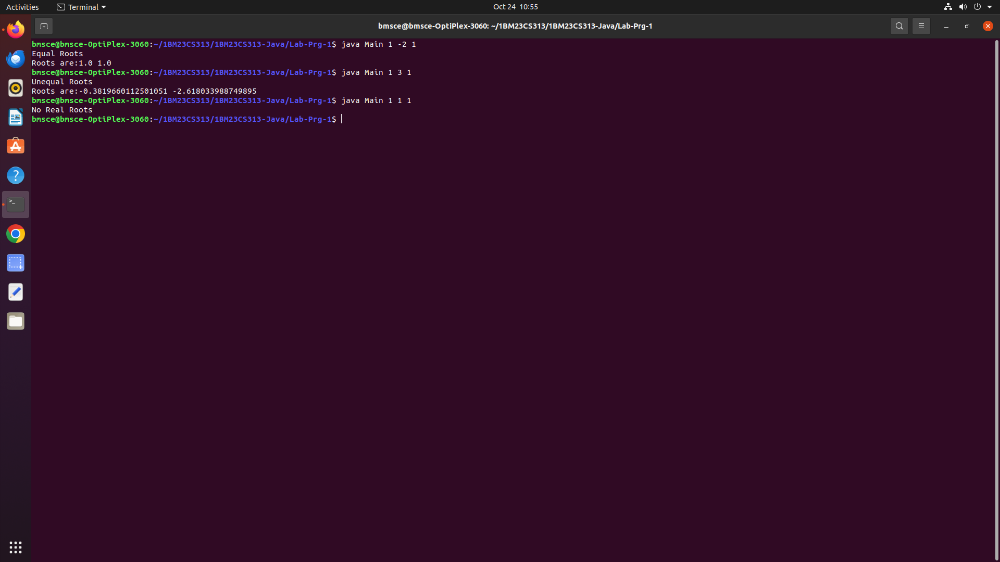 Activities
Terminal
Oct 24 10:55
bmsce@bmsce-OptiPlex-3060: ~/1BM23CS313/1BM23CS313-Java/Lab-Prg-1
bmsce@bmsce-OptiPlex-3060:~/1BM23CS313/1BM23CS313-Java/Lab-Prg-1$ java Main 1 -2 1
Equal Roots
Roots are:1.0 1.0
bmsce@bmsce-OptiPlex-3060:~/1BM23CS313/1BM23CS313-Java/Lab-Prg-1$ java Main 1 3 1
Unequal Roots
Roots are:-0.3819660112501051 -2.618033988749895
bmsce@bmsce-OptiPlex-3060:~/1BM23CS313/1BM23CS313-Java/Lab-Prg-1$ java Main 1 1 1
No Real Roots
bmsce@bmsce-OptiPlex-3060:~/1BM23CS313/1BM23CS313-Java/Lab-Prg-1$